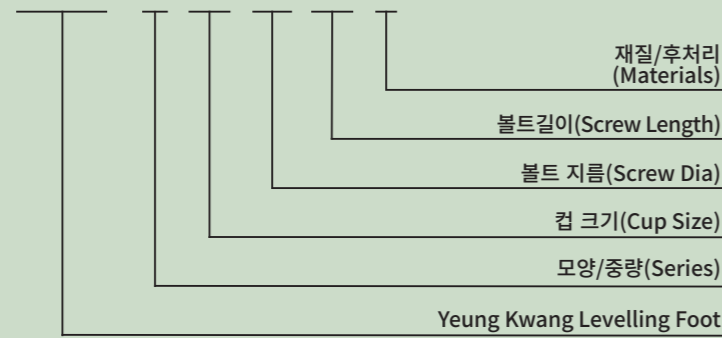 재질/후처리
(Materials)
볼트길이(Screw Length)
볼트 지름(Screw Dia)
컵 크기(Cup Size)
모양/중량(Series)
Yeung Kwang Levelling Foot